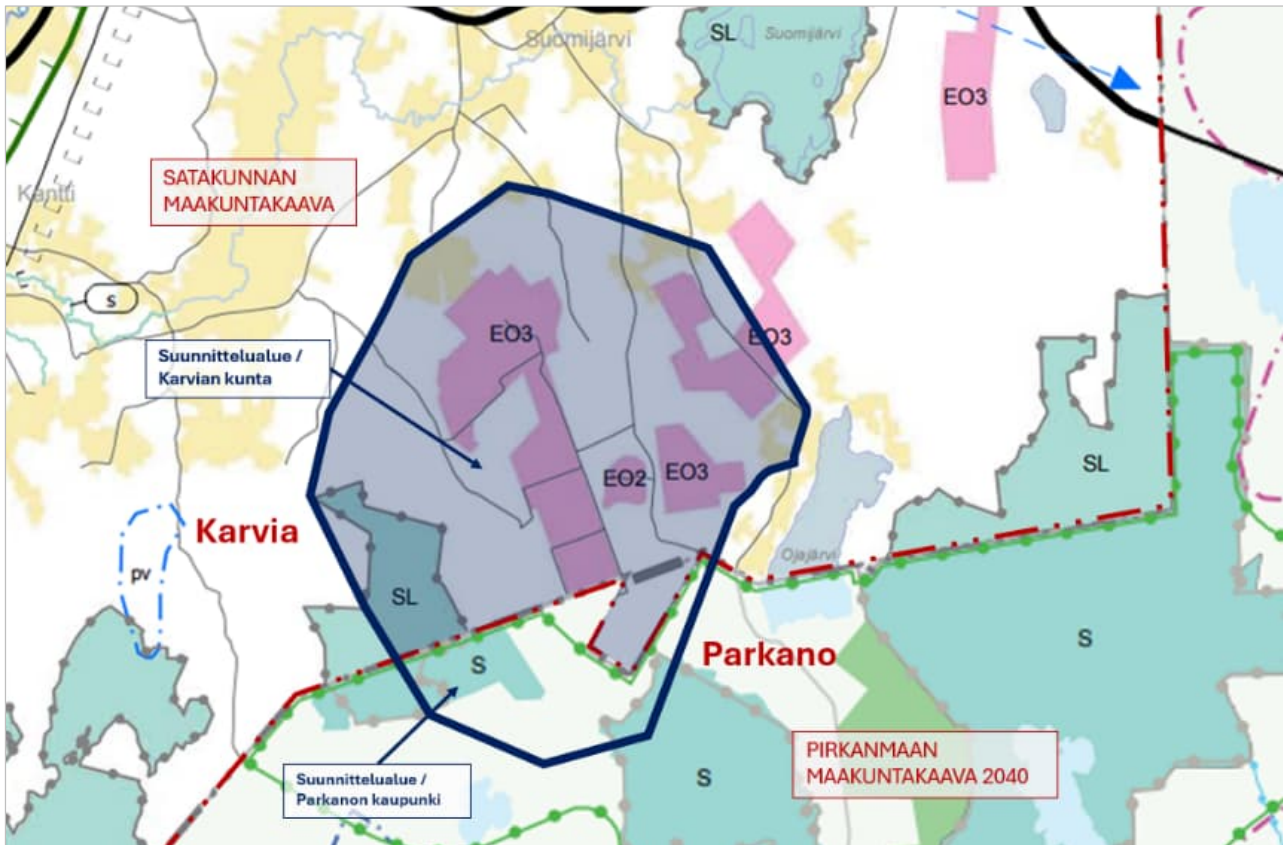 Suomijärvi
SL
Suomijärvi
EO3
SATAKUNNAN
MAAKUNTAKAAVA
Kantti
s
EO3
EO3
Suunnittelualue /
Karvian kunta
EO2
EO3
SL
Karvia
Ojajärvi
pv
SL
S
Parkano
S
S
PIRKANMAAN
MAAKUNTAKAAVA 2040
Suunnittelualue /
Parkanon kaupunki